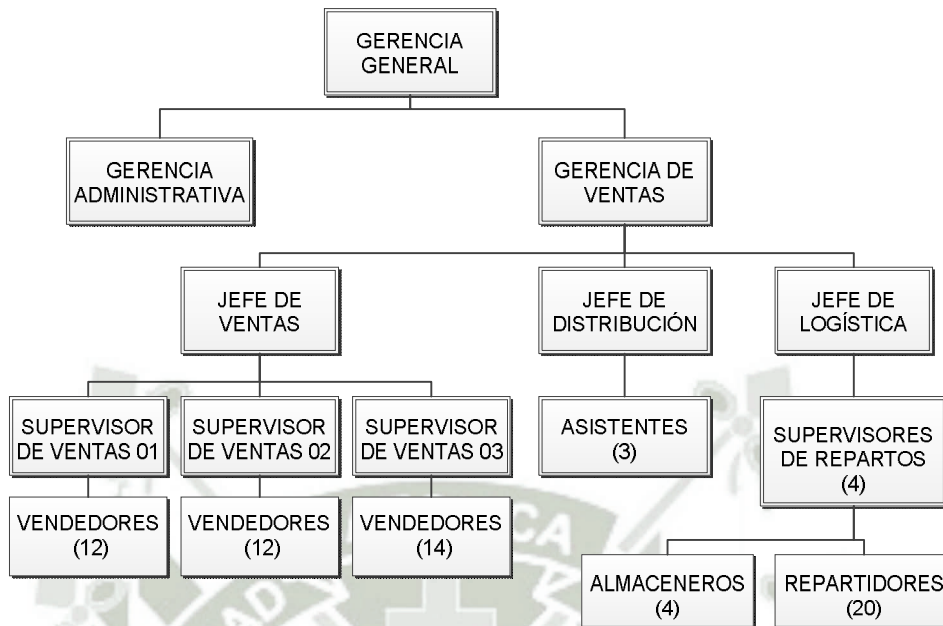 GERENCIA
GENERAL
GERENCIA
ADMINISTRATIVA
GERENCIA DE
VENTAS
JEFE DE
VENTAS
JEFE DE
DISTRIBUCIÓN
JEFE DE
LOGÍSTICA
SUPERVISOR
DE VENTAS 01
SUPERVISOR
DE VENTAS 02
SUPERVISOR
DE VENTAS 03
ASISTENTES
(3)
SUPERVISORES
DE REPARTOS
(4)
VENDEDORES
(12)
VENDEDORES
(12)
VENDEDORES
(14)
ALMACENEROS
(4)
REPARTIDORES
(20)